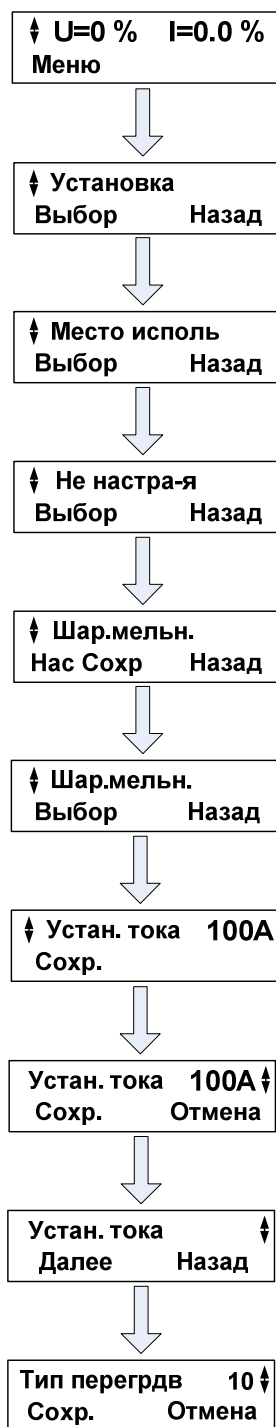 U=0 % I=0.0 %
Меню
Установка
Выбор Назад
Место исполь
Выбор Назад
Не настра-я
Выбор Назад
Шар.мельн.
Нас Сохр Назад
Шар.мельн.
Выбор Назад
Устан. тока 100А
Сохр.
Устан. тока 100А
Сохр. Отмена
Устан. тока
Далее Назад
Тип перегрдв 10
Сохр. Отмена